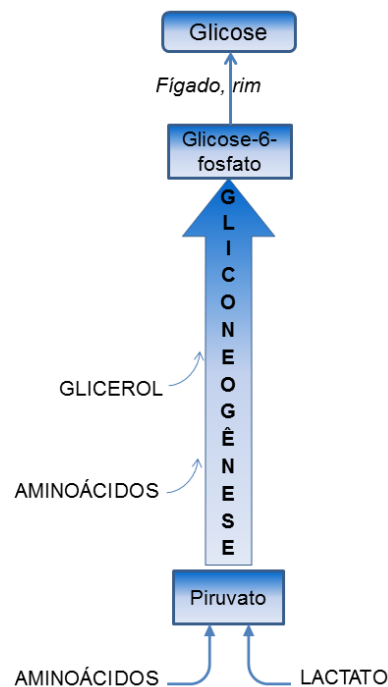 Glicose
Fígado, rim
Glicose-6-
fosfato
GLICONEOGÊNESE
GLICEROL
AMINOÁCIDOS
Piruvato
AMINOÁCIDOS
LACTATO